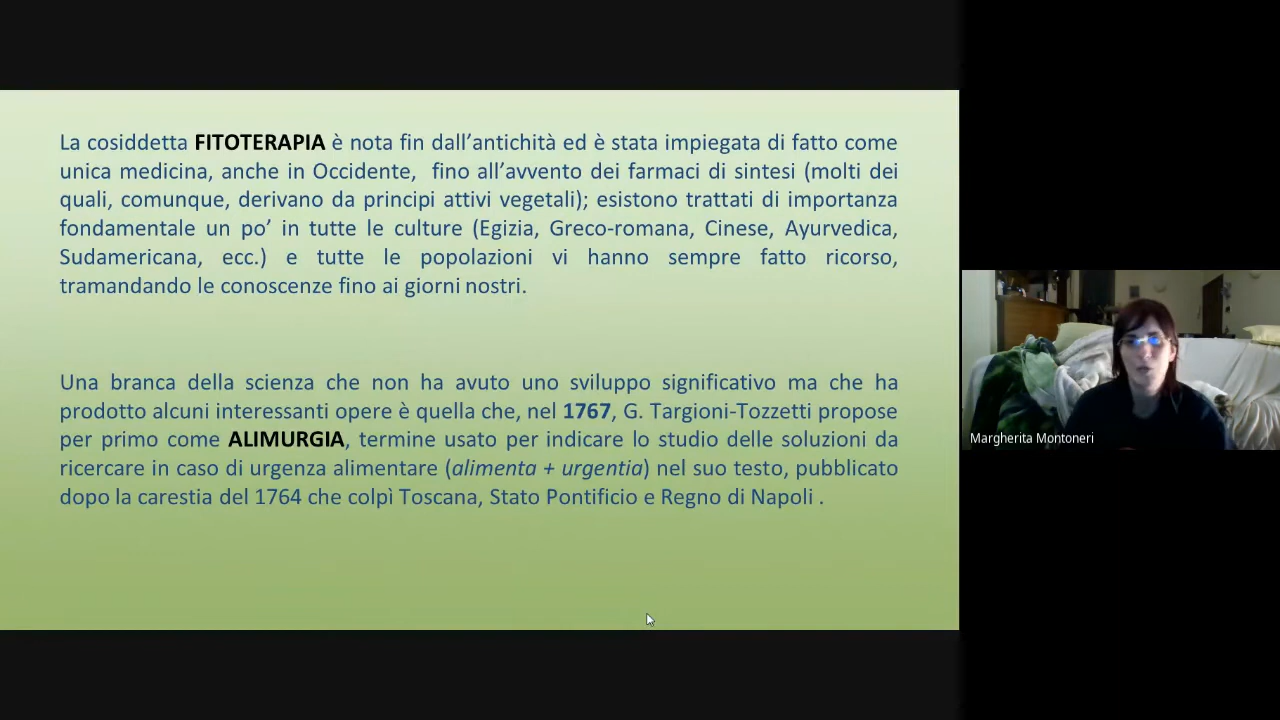 La cosiddetta FITOTERAPIA è nota fin dall’antichità ed è stata impiegata di fatto come
unica medicina, anche in Occidente, fino all’avvento dei farmaci di sintesi (molti dei
quali, comunque, derivano da principi attivi vegetali); esistono trattati di importanza
fondamentale un po’ in tutte le culture (Egizia, Greco-romana, Cinese, Ayurvedica,
Sudamericana, ecc.) e tutte le popolazioni vi hanno sempre fatto ricorso,
tramandando le conoscenze fino ai giorni nostri.
Una branca della scienza che non ha avuto uno sviluppo significativo ma che ha
prodotto alcuni interessanti opere è quella che, nel 1767, G. Targioni-Tozzetti propose
per primo come ALIMURGIA, termine usato per indicare lo studio delle soluzioni da
ricercare in caso di urgenza alimentare (alimenta + urgentia) nel suo testo, pubblicato
dopo la carestia del 1764 che colpì Toscana, Stato Pontificio e Regno di Napoli .
Margherita Montoneri